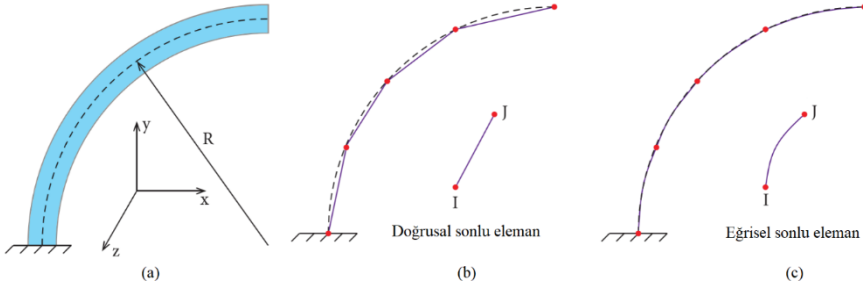 y
R
x
z
(a)
J
I
Doğrusal sonlu eleman
(b)
J
I
Eğrisel sonlu eleman
(c)